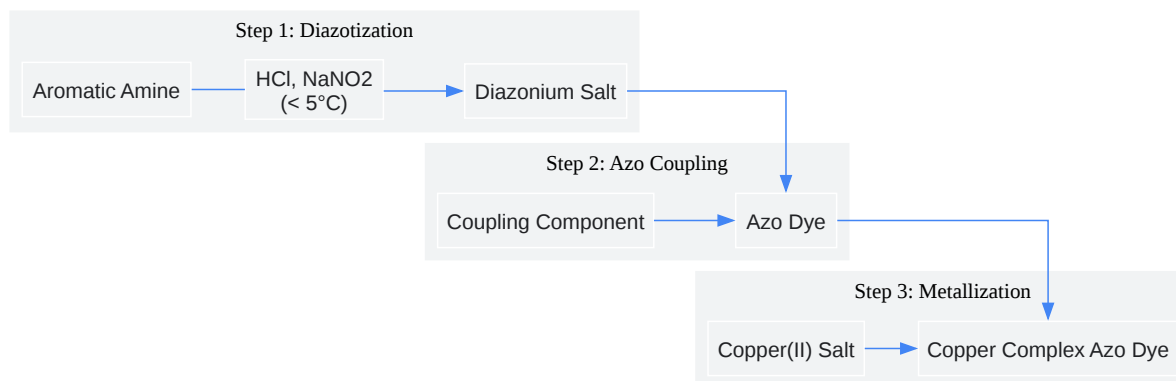 Step 1: Diazotization
Aromatic Amine
HCl, NaNO2
(< 5°C)
Diazonium Salt
Step 2: Azo Coupling
Coupling Component
Azo Dye
Step 3: Metallization
Copper(II) Salt
Copper Complex Azo Dye